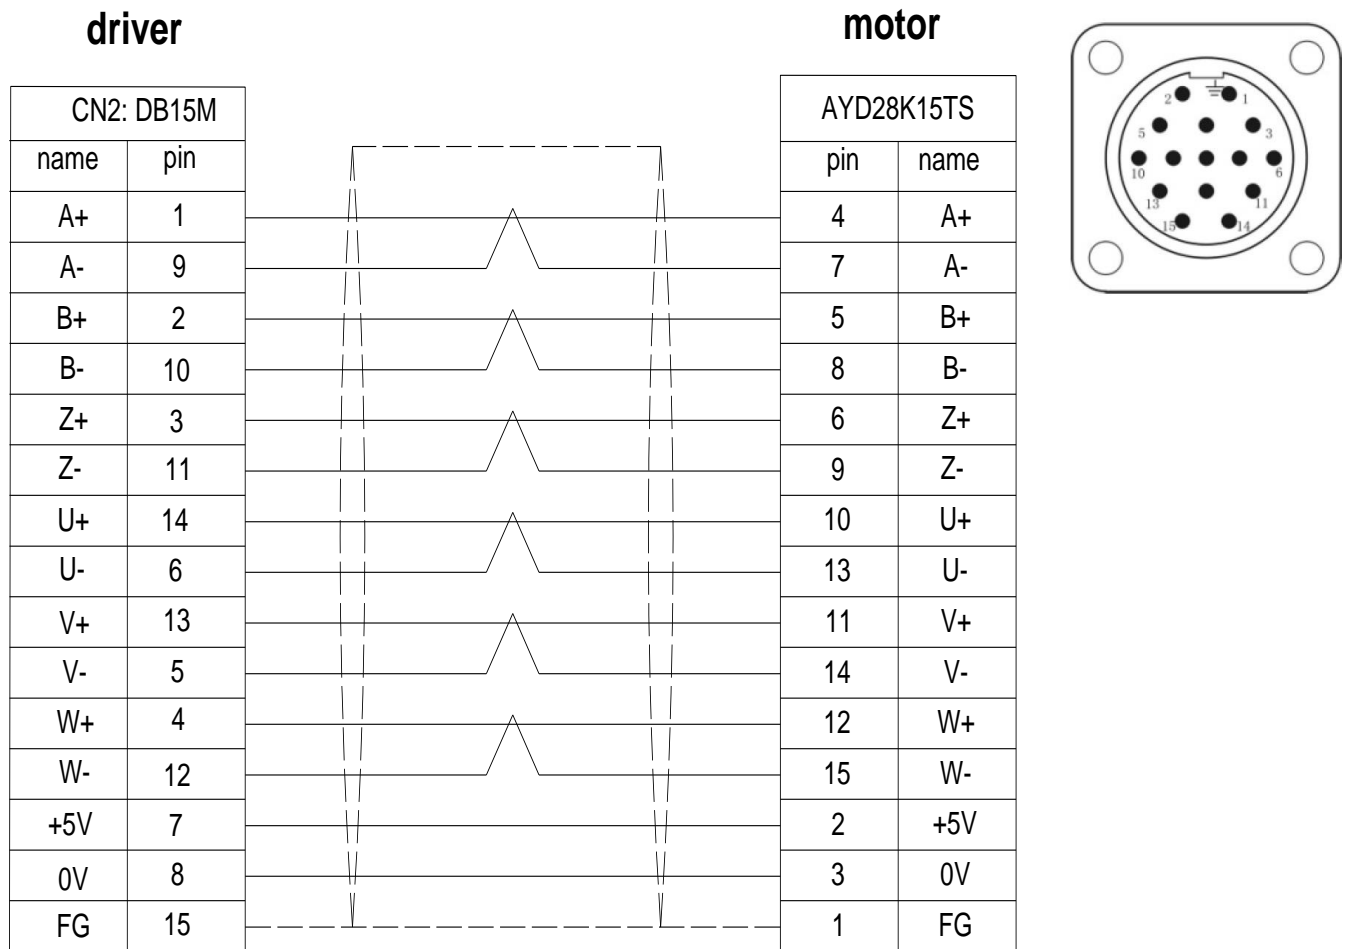 driver
motor
CN2: DB15M
AYD28K15TS
name pin
pin name
A+ 1
4 A+
A- 9
7 A-
B+ 2
5 B+
B- 10
8 B-
Z+ 3
6 Z+
Z- 11
9 Z-
U+ 14
10 U+
U- 6
13 U-
V+ 13
11 V+
V- 5
14 V-
W+ 4
12 W+
W- 12
15 W-
+5V 7
2 +5V
0V 8
3 0V
FG 15
1 FG
2 1
5 3
10 6
13 11
15 14